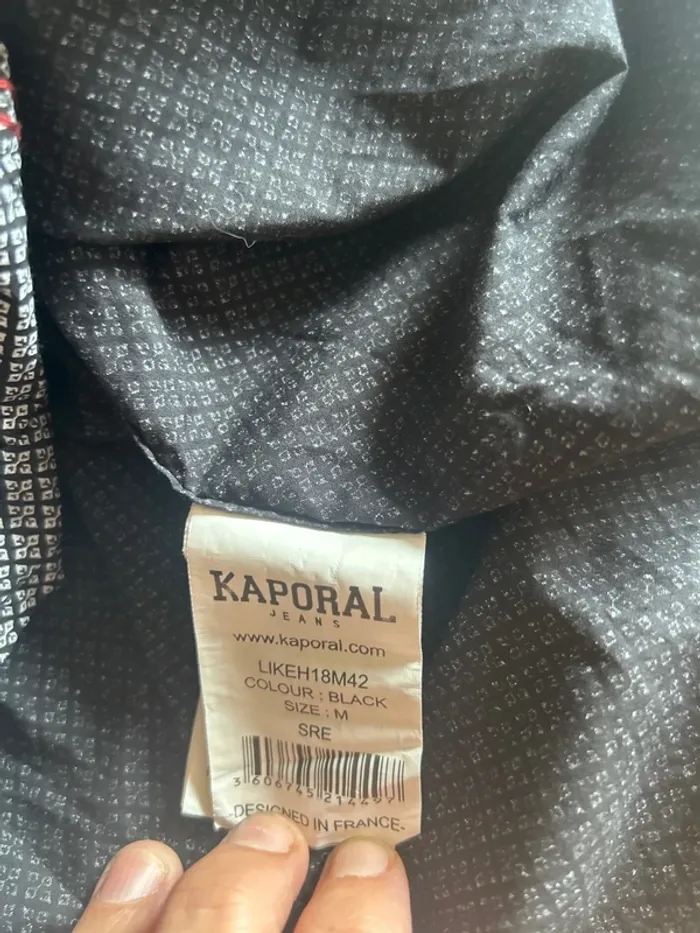 KAPORAL
JEANS
www.kaporal.com
LIKEH18M42
COLOUR : BLACK
SIZE : M
SRE
3 606745 214497
-DESIGNED IN FRANCE-